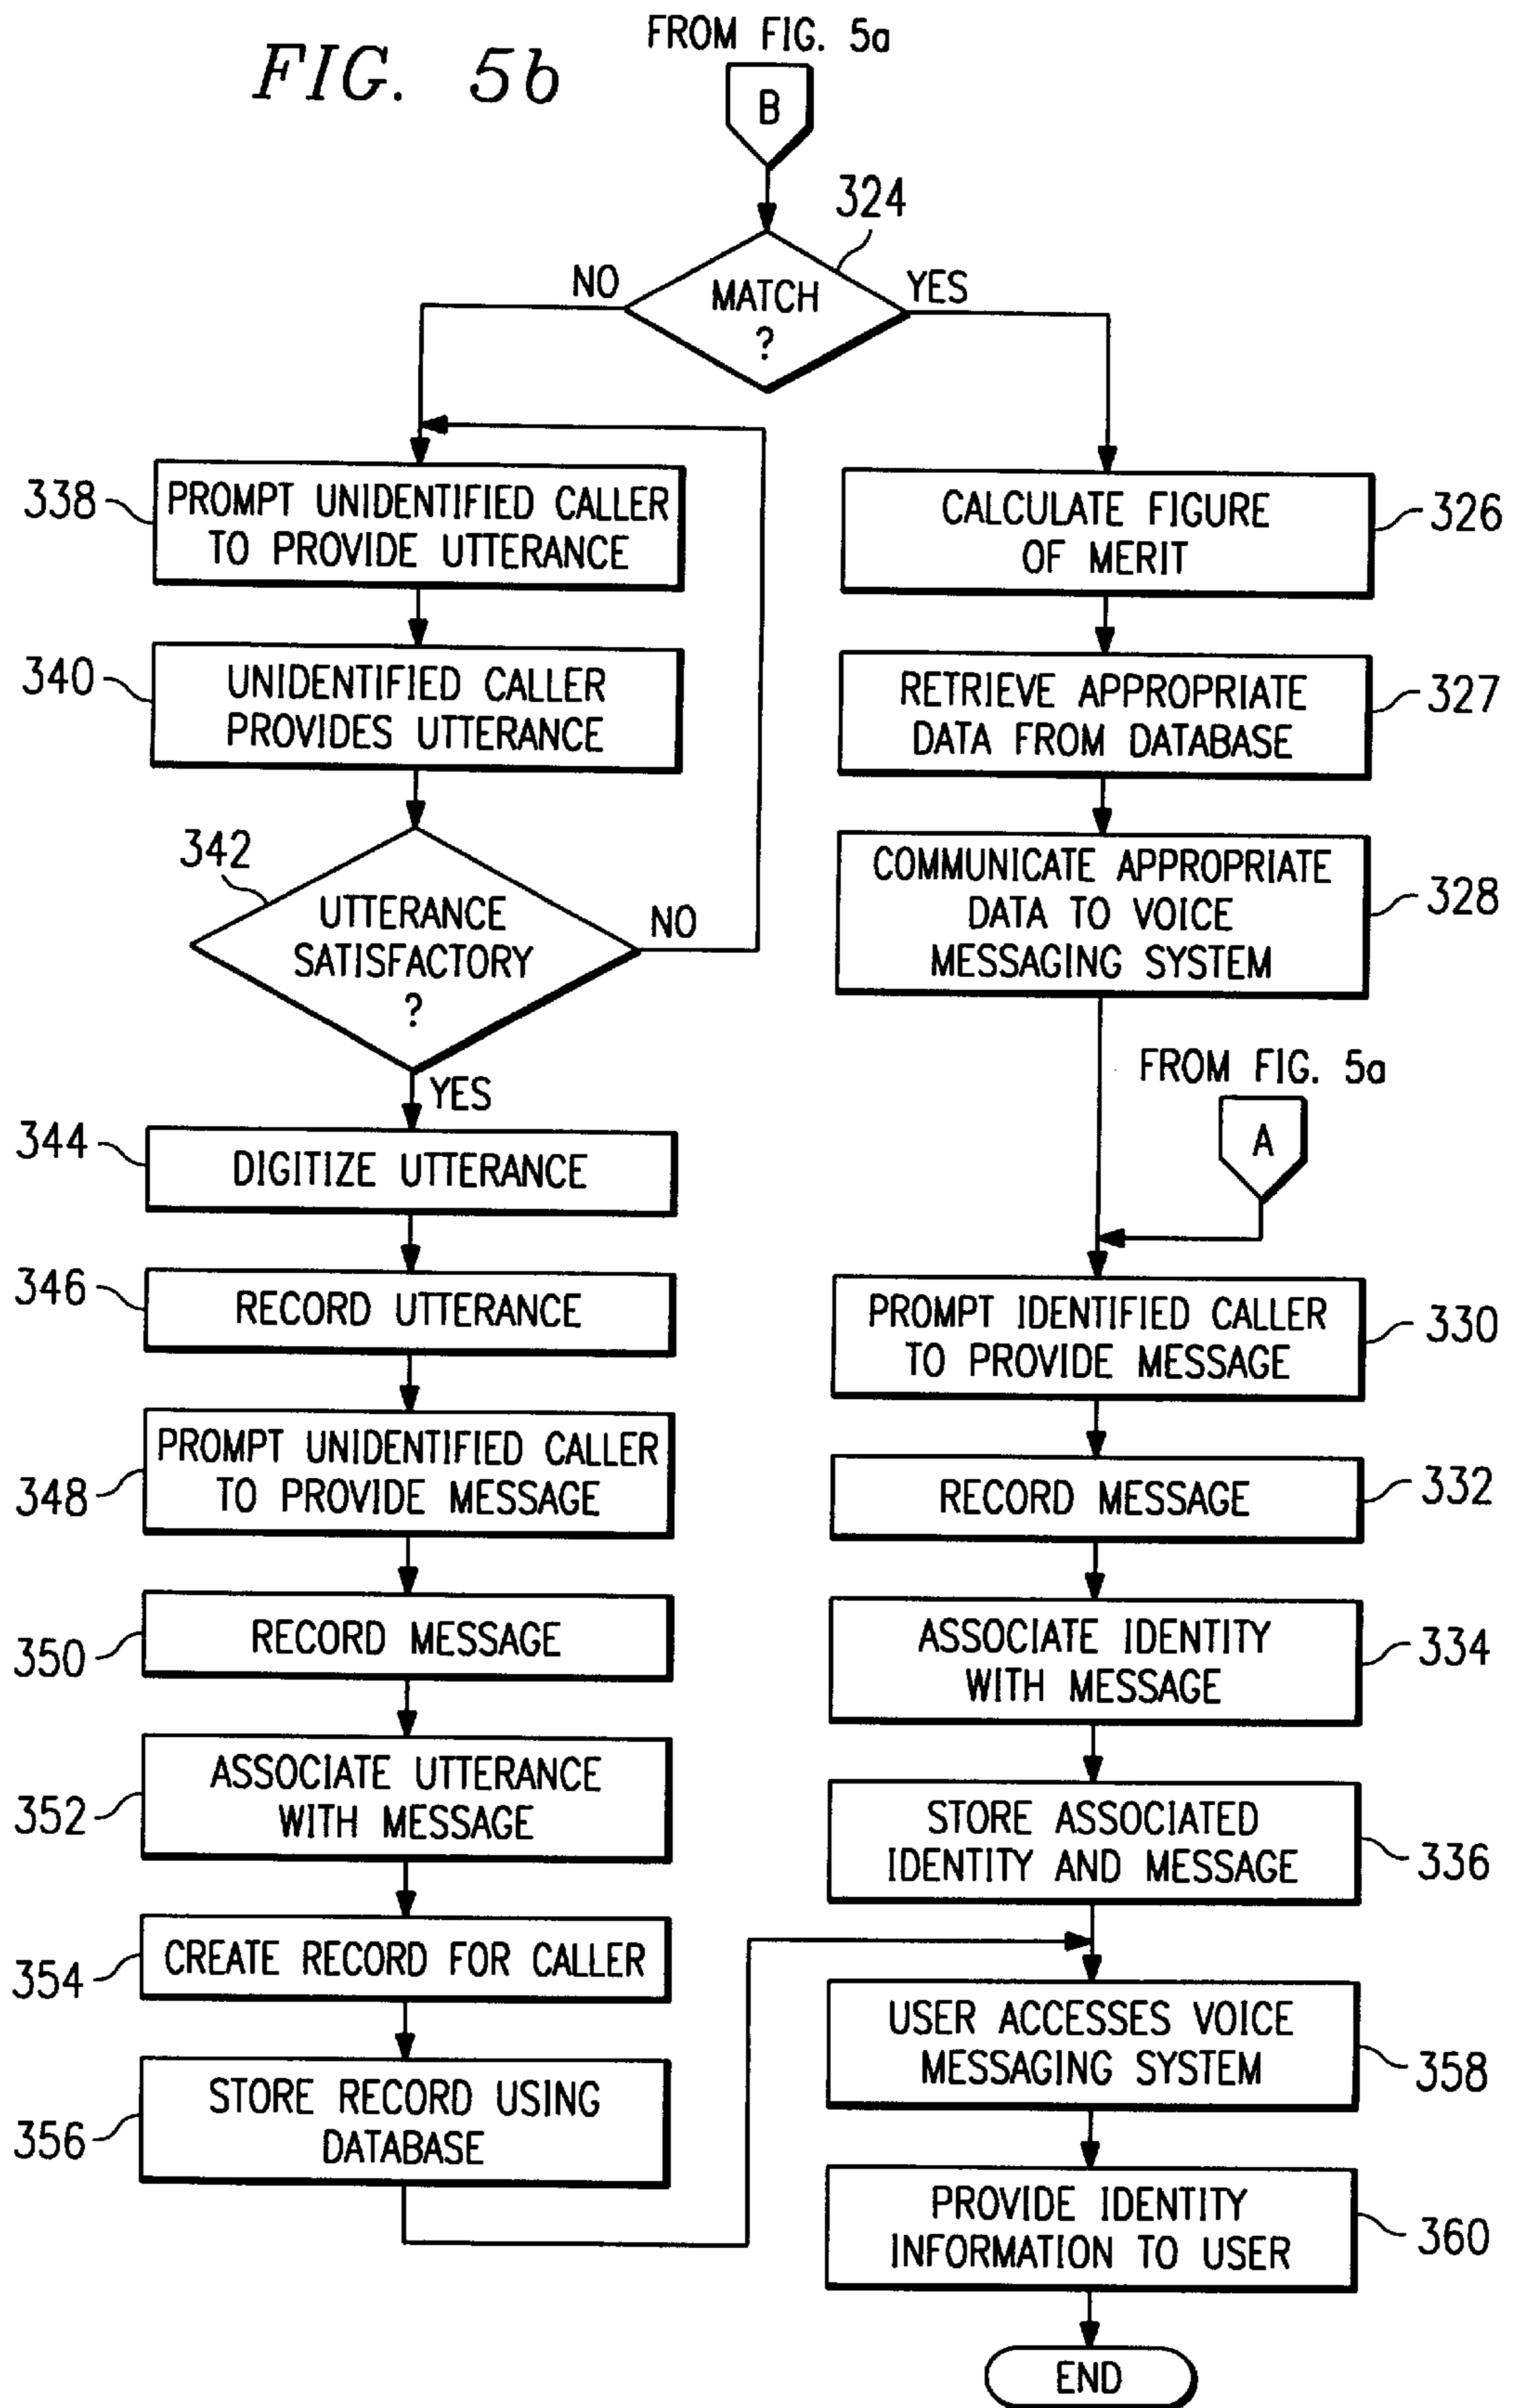 FIG. 5b
FROM FIG. 5a
B
324
MATCH
?
NO
YES
338
PROMPT UNIDENTIFIED CALLER
TO PROVIDE UTTERANCE
340
UNIDENTIFIED CALLER
PROVIDES UTTERANCE
342
UTTERANCE
SATISFACTORY
?
NO
YES
344
DIGITIZE UTTERANCE
346
RECORD UTTERANCE
348
PROMPT UNIDENTIFIED CALLER
TO PROVIDE MESSAGE
350
RECORD MESSAGE
352
ASSOCIATE UTTERANCE
WITH MESSAGE
354
CREATE RECORD FOR CALLER
356
STORE RECORD USING
DATABASE
CALCULATE FIGURE
OF MERIT
326
RETRIEVE APPROPRIATE
DATA FROM DATABASE
327
COMMUNICATE APPROPRIATE
DATA TO VOICE
MESSAGING SYSTEM
328
FROM FIG. 5a
A
PROMPT IDENTIFIED CALLER
TO PROVIDE MESSAGE
330
RECORD MESSAGE
332
ASSOCIATE IDENTITY
WITH MESSAGE
334
STORE ASSOCIATED
IDENTITY AND MESSAGE
336
USER ACCESSES VOICE
MESSAGING SYSTEM
358
PROVIDE IDENTITY
INFORMATION TO USER
360
END